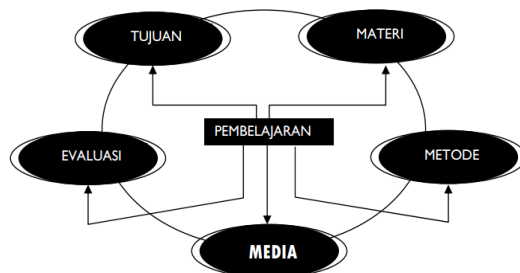 TUJUAN
MATERI
PEMBELAJARAN
EVALUASI
METODE
MEDIA